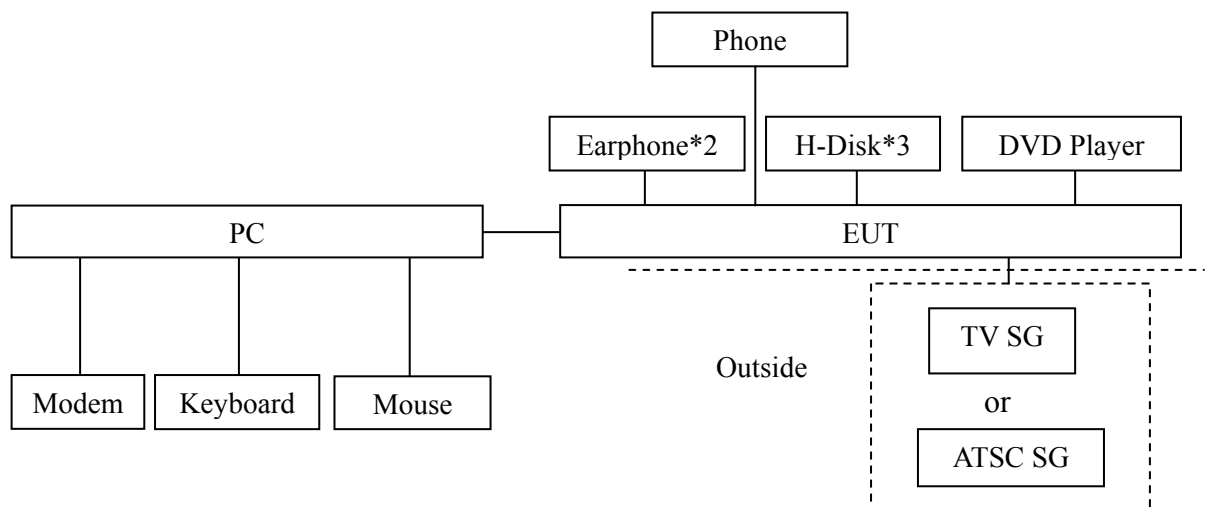 Phone
Earphone*2
H-Disk*3
DVD Player
PC
EUT
TV SG
Outside
Modem
Keyboard
Mouse
or
ATSC SG